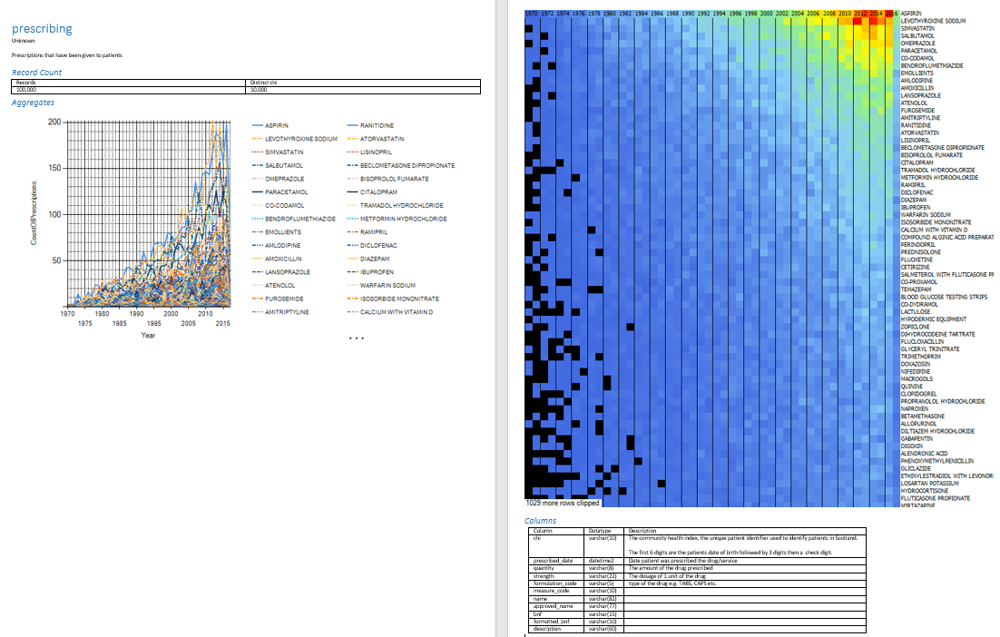 prescribing
Unknown
Prescriptions that have been given to patients
Record Count
Records Distinct chi
100,000 10,000
Aggregates
200
150
100
50
CountOfPrescriptions
1970 1980 1990 2000 2010
1975 1985 1995 2005 2015
Year
ASPIRIN RANITIDINE
LEVOTHYROXINE SODIUM ATORVASTATIN
SIMVASTATIN LISINOPRIL
SALBUTAMOL BECLOMETASONE DIPROPIONATE
OMEPRAZOLE BISOPROLOL FUMARATE
PARACETAMOL CITALOPRAM
CO-CODAMOL TRAMADOL HYDROCHLORIDE
BENDROFLUMETHIAZIDE METFORMIN HYDROCHLORIDE
EMOLLIENTS RAMIPRIL
AMLODIPINE DICLOFENAC
AMOXICILLIN DIAZEPAM
LANSOPRAZOLE IBUPROFEN
ATENOLOL WARFARIN SODIUM
FUROSEMIDE ISOSORBIDE MONONITRATE
AMITRIPTYLINE CALCIUM WITH VITAMIN D
...
1970 1972 1974 1976 1978 1980 1982 1984 1986 1988 1990 1992 1994 1996 1998 2000 2002 2004 2006 2008 2010 2012 2014 2016
ASPIRIN
LEVOTHYROXINE SODIUM
SIMVASTATIN
SALBUTAMOL
OMEPRAZOLE
PARACETAMOL
CO-CODAMOL
BENDROFLUMETHIAZIDE
EMOLLIENTS
AMLODIPINE
AMOXICILLIN
LANSOPRAZOLE
ATENOLOL
FUROSEMIDE
AMITRIPTYLINE
RANITIDINE
ATORVASTATIN
LISINOPRIL
BECLOMETASONE DIPROPIONATE
BISOPROLOL FUMARATE
CITALOPRAM
TRAMADOL HYDROCHLORIDE
METFORMIN HYDROCHLORIDE
RAMIPRIL
DICLOFENAC
DIAZEPAM
IBUPROFEN
WARFARIN SODIUM
ISOSORBIDE MONONITRATE
CALCIUM WITH VITAMIN D
COMPOUND ALGINIC ACID PREPARAT
PERINDOPRIL
PREDNISOLONE
FLUOXETINE
CETIRIZINE
SALMETEROL WITH FLUTICASONE PR
CO-PROXAMOL
TEMAZEPAM
BLOOD GLUCOSE TESTING STRIPS
CO-DYDRAMOL
LACTULOSE
HYPODERMIC EQUIPMENT
ZOPICLONE
DIHYDROCODEINE TARTRATE
FLUCLOXACILLIN
GLYCERYL TRINITRATE
TRIMETHOPRIM
DOXAZOSIN
NIFEDIPINE
MACROGOLS
QUININE
CLOPIDOGREL
PROPRANOLOL HYDROCHLORIDE
NAPROXEN
BETAMETHASONE
ALLOPURINOL
DILTIAZEM HYDROCHLORIDE
GABAPENTIN
DIGOXIN
ALENDRONIC ACID
PHENOXYMETHYLPENICILLIN
GLICLAZIDE
ETHINYLESTRADIOL WITH LEVONOR
LOSARTAN POTASSIUM
HYDROCORTISONE
FLUTICASONE PROPIONATE
MIRTAZAPINE
1029 more rows clipped
Columns
Column Datatype Description
chi varchar(10) The community health index, the unique patient identifier used to identify patients in Scotland.
The first 6 digits are the patients date of birth followed by 3 digits then a check digit.
prescribed_date datetime2 Date patient was prescribed the drug/service
quantity varchar(8) The amount of the drug prescribed
strength varchar(22) The dosage of 1 unit of the drug
formulation_code varchar(5) type of the drug e.g. TABS, CAPS etc.
measure_code varchar(10)
name varchar(82)
approved_name varchar(77)
bnf varchar(15)
formatted_bnf varchar(10)
description varchar(60)